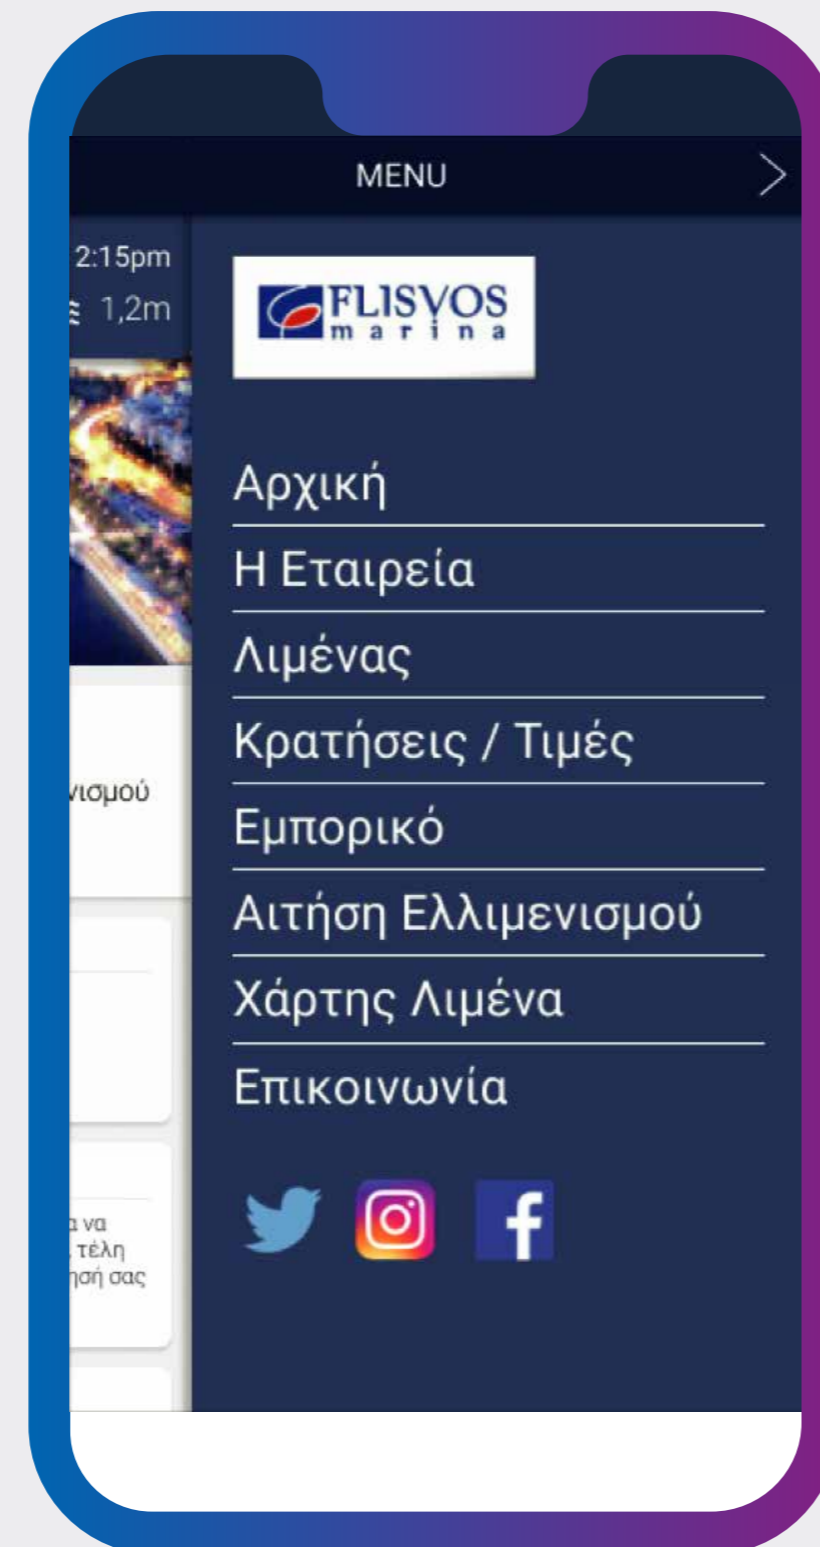 MENU
2:15pm
1,2m
FLISVOS
marina
Αρχική
Η Εταιρεία
Λιμένας
Κρατήσεις / Τιμές
νισμού
Εμπορικό
Αιτήση Ελλιμενισμού
Χάρτης Λιμένα
Επικοινωνία
α να
τέλη
ησή σας